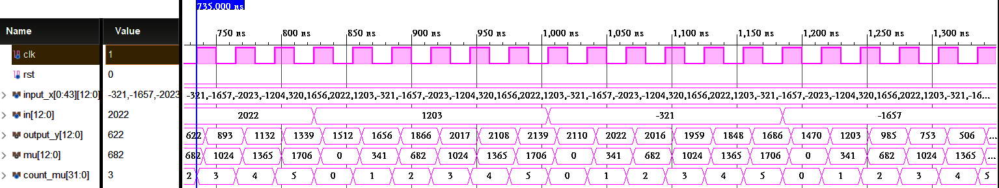 735.000 ns
Name Value 750 ns 800 ns 850 ns 900 ns 950 ns 1,000 ns 1,050 ns 1,100 ns 1,150 ns 1,200 ns 1,250 ns 1,300 ns
clk 1
rst 0
input_x[0:43][12:0] -321,-1657,-2023 -321,-1657,-2023,-1204,320,1656,2022,1203,-321,-1657,-2023,-1204,320,1656,2022,1203,-321,-1657,-2023,-1204,320,1656,2022,1203,-321,-1657,-2023,-1204,320,1656,2022,1203,-321,-16...
in[12:0] 2022 2022 1203 -321 -1657
output_y[12:0] 622 622 893 1132 1339 1512 1656 1866 2017 2108 2139 2110 2022 2016 1959 1848 1686 1470 1203 985 753 506 ...
mu[12:0] 682 682 1024 1365 1706 0 341 682 1024 1365 1706 0 341 682 1024 1365 1706 0 341 682 1024 1365 ...
count_mu[31:0] 3 2 3 4 5 0 1 2 3 4 5 0 1 2 3 4 5 0 1 2 3 4 5